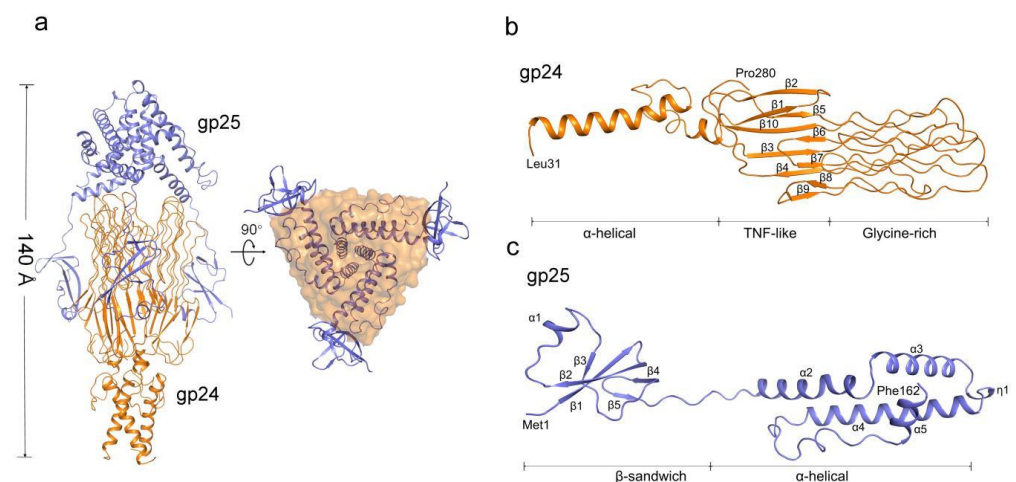 a
gp25
140 Å
90°
gp24
b
gp24
Pro280
β2
β1
β5
β10
β6
β3
β7
β4
β8
β9
Leu31
α-helical
TNF-like
Glycine-rich
c
gp25
α1
α3
β3
β4
α2
β2
Phe162
η1
β1
β5
α4
α5
Met1
β-sandwich
α-helical